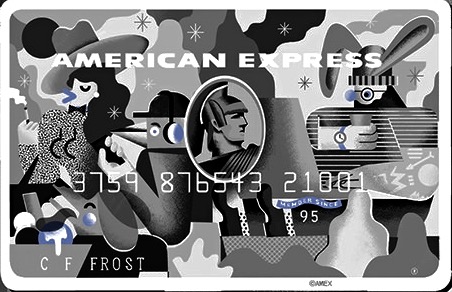 AMERICAN EXPRESS
3759 876543 21001
MEMBER SINCE
95
C F FROST
©AMEX